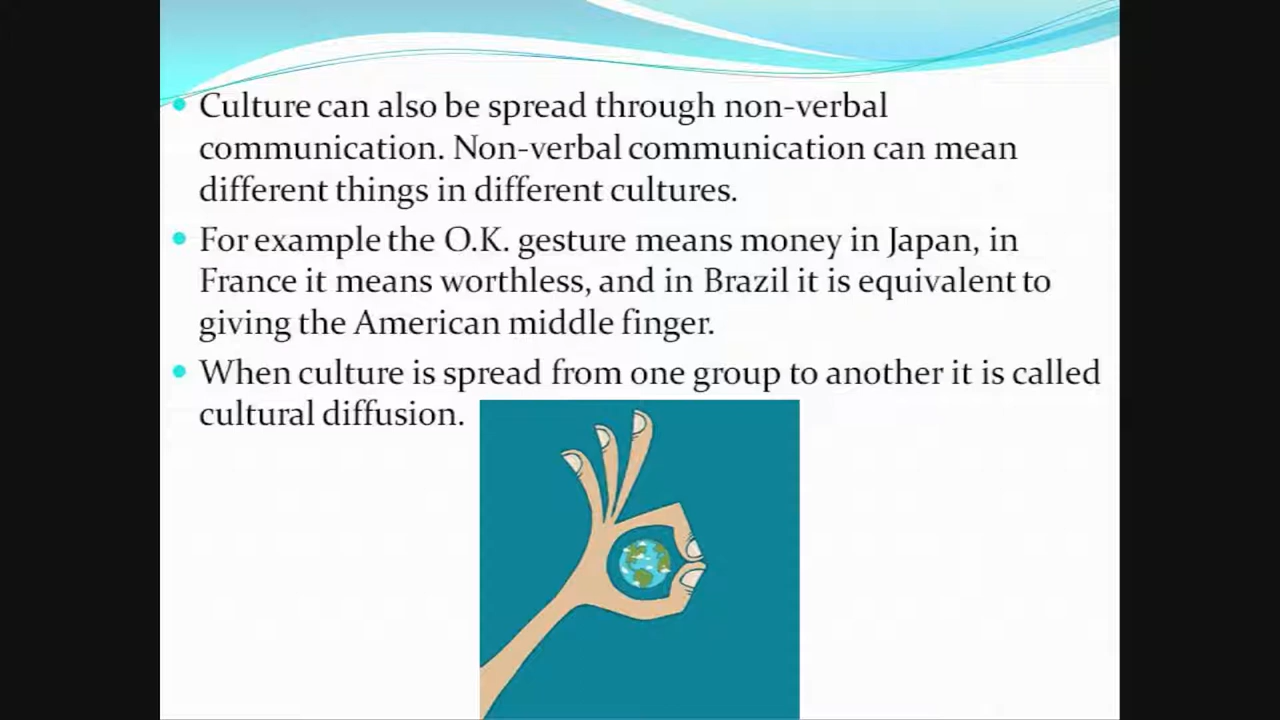 Culture can also be spread through non-verbal
communication. Non-verbal communication can mean
different things in different cultures.
For example the O.K. gesture means money in Japan, in
France it means worthless, and in Brazil it is equivalent to
giving the American middle finger.
When culture is spread from one group to another it is called
cultural diffusion.